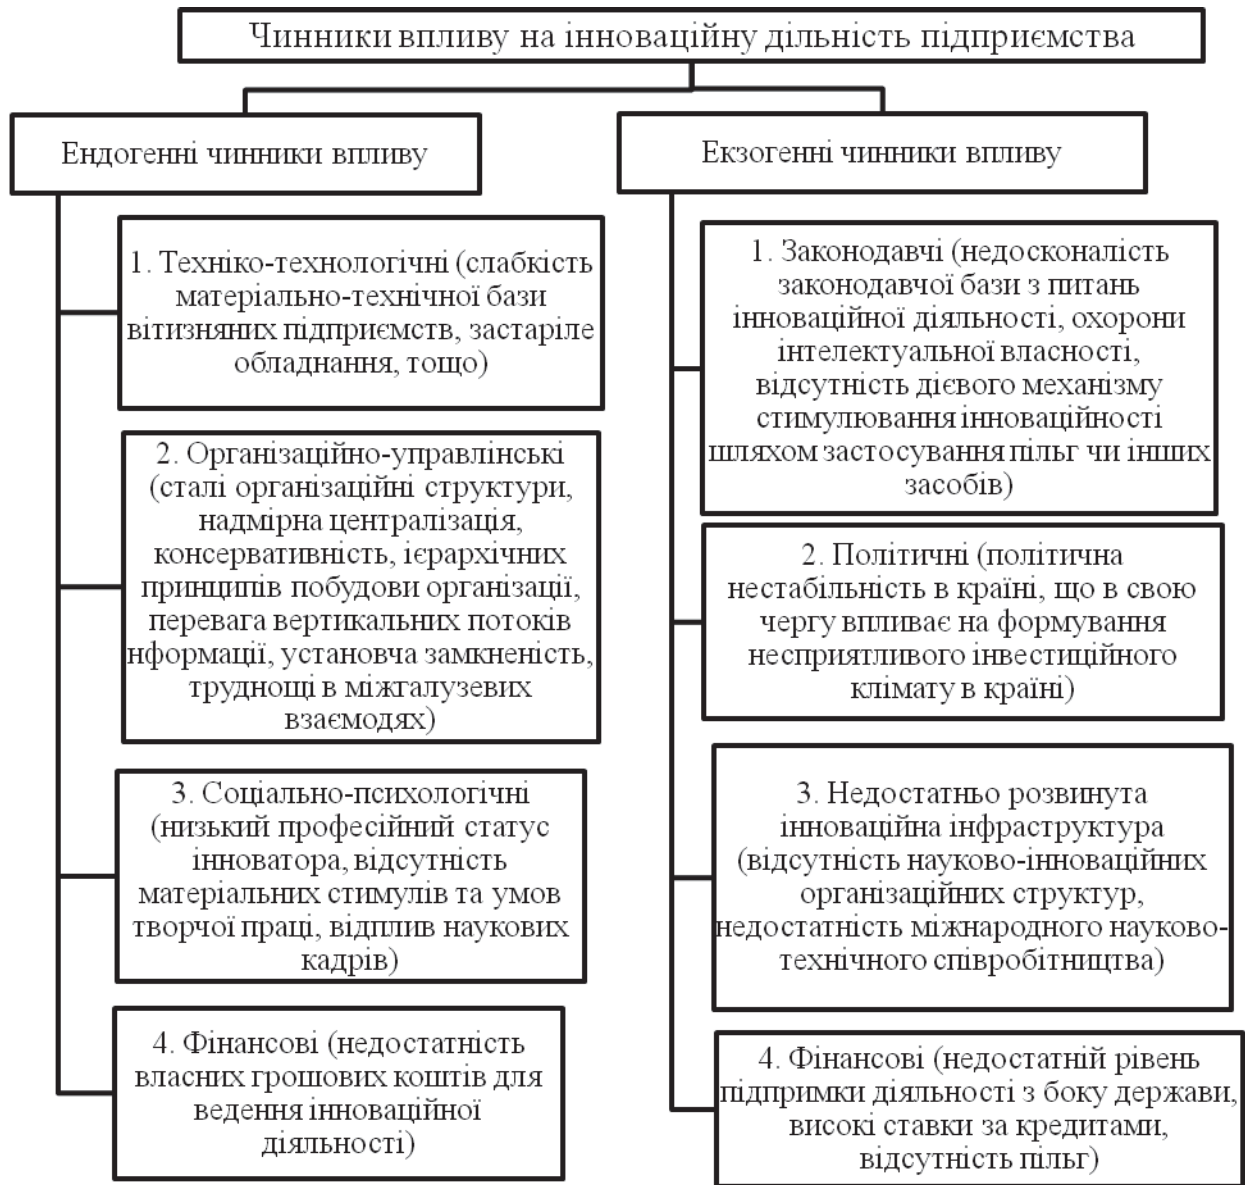 Чинники впливу на інноваційну дільність підприємства
Ендогенні чинники впливу
1. Техніко-технологічні (слабкість
матеріально-технічної бази
вітизняних підприємств, застаріле
обладнання, тощо)
2. Організаційно-управлінські
(сталі організаційні структури,
надмірна централізація,
консервативність, ієрархічних
принципів побудови організації,
перевага вертикальних потоків
нформації, установча замкненість,
труднощі в міжгалузевих
взаємодях)
3. Соціально-психологічні
(низький професійний статус
інноватора, відсутність
матеріальних стимулів та умов
творчої праці, відплив наукових
кадрів)
4. Фінансові (недостатність
власних грошових коштів для
ведення інноваційної
діяльності)
Екзогенні чинники впливу
1. Законодавчі (недосконалість
законодавчої бази з питань
інноваційної діяльності, охорони
інтелектуальної власності,
відсутність дієвого механізму
стимулювання інноваційності
шляхом застосування пільг чи інших
засобів)
2. Політичні (політична
нестабільність в країні, що в свою
чергу впливає на формування
несприятливого інвестиційного
клімату в країні)
3. Недостатньо розвинута
інноваційна інфраструктура
(відсутність науково-інноваційних
організаційних структур,
недостатність міжнародного науково-
технічного співробітництва)
4. Фінансові (недостатній рівень
підпримки діяльності з боку держави,
високі ставки за кредитами,
відсутність пільг)